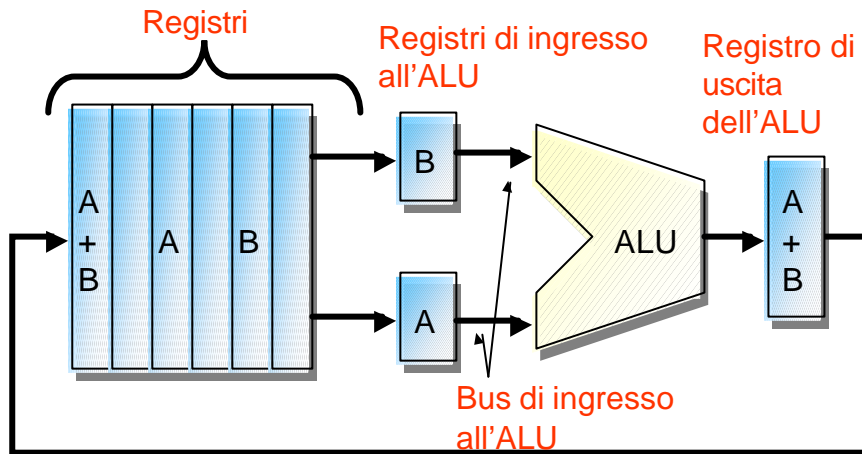 Registri
Registri di ingresso
all'ALU
Registro di
uscita
dell'ALU
A
+
B
A
B
B
A
ALU
A
+
B
Bus di ingresso
all'ALU